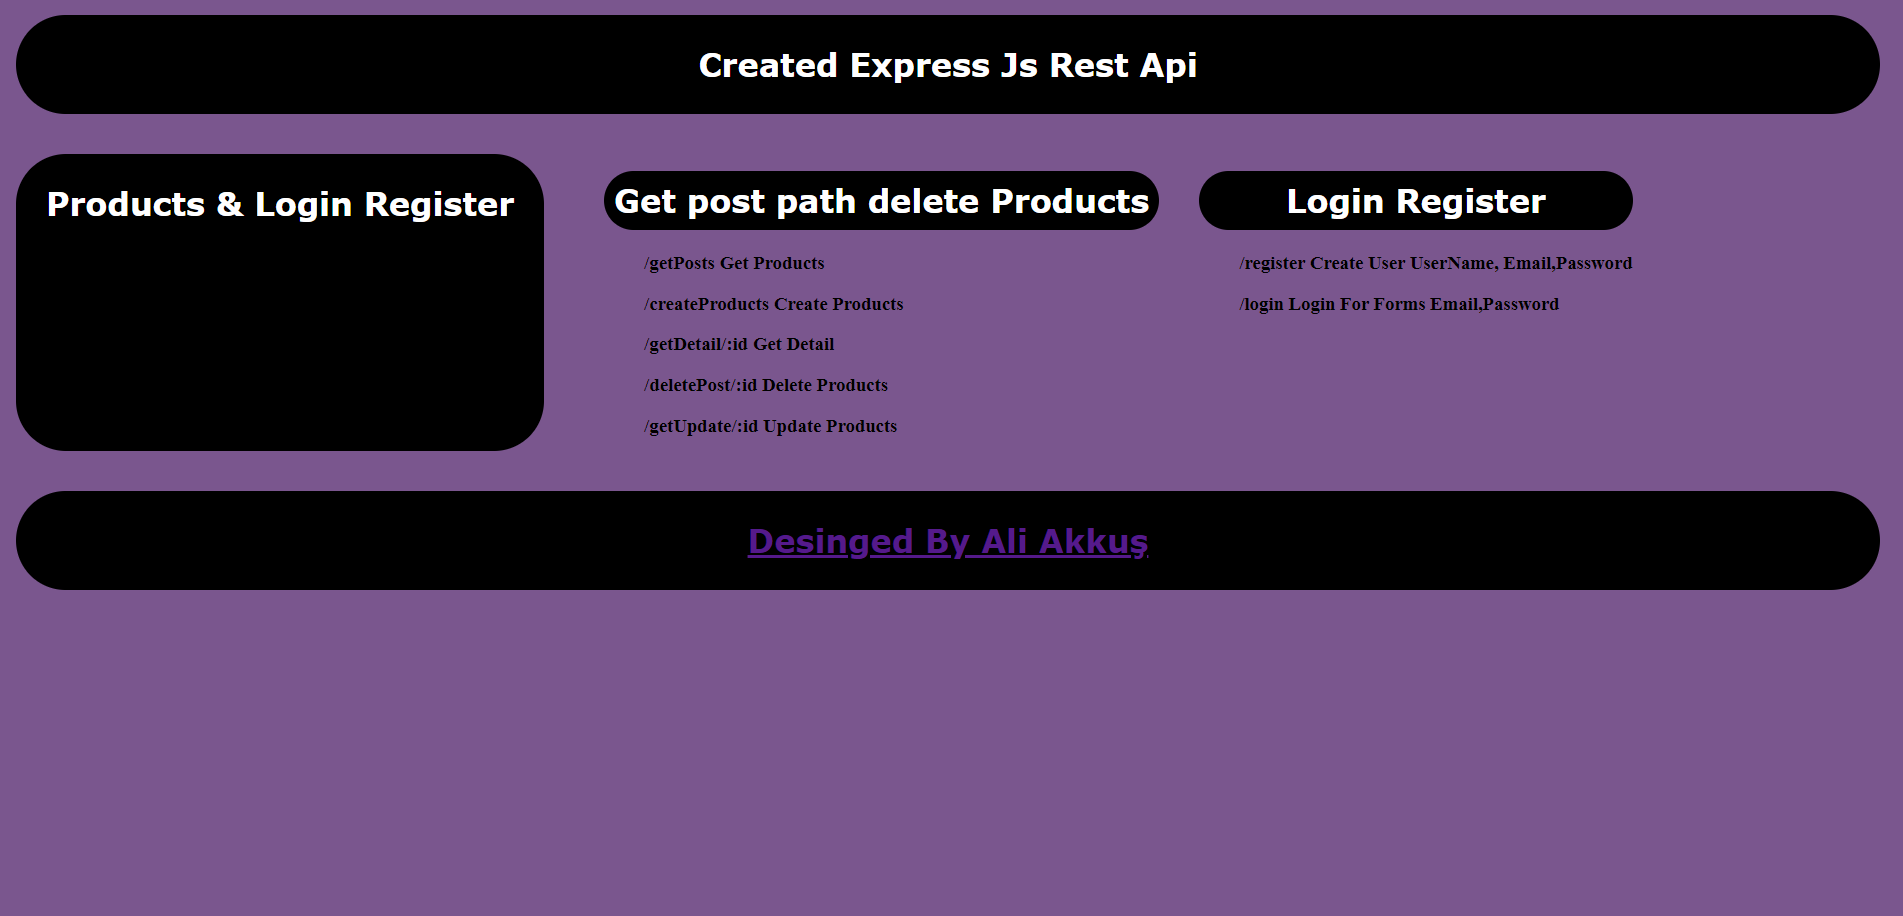 Created Express Js Rest Api
Products & Login Register
Get post path delete Products
/getPosts Get Products
/createProducts Create Products
/getDetail/:id Get Detail
/deletePost/:id Delete Products
/getUpdate/:id Update Products
Login Register
/register Create User UserName, Email,Password
/login Login For Forms Email,Password
Desinged By Ali Akkuş